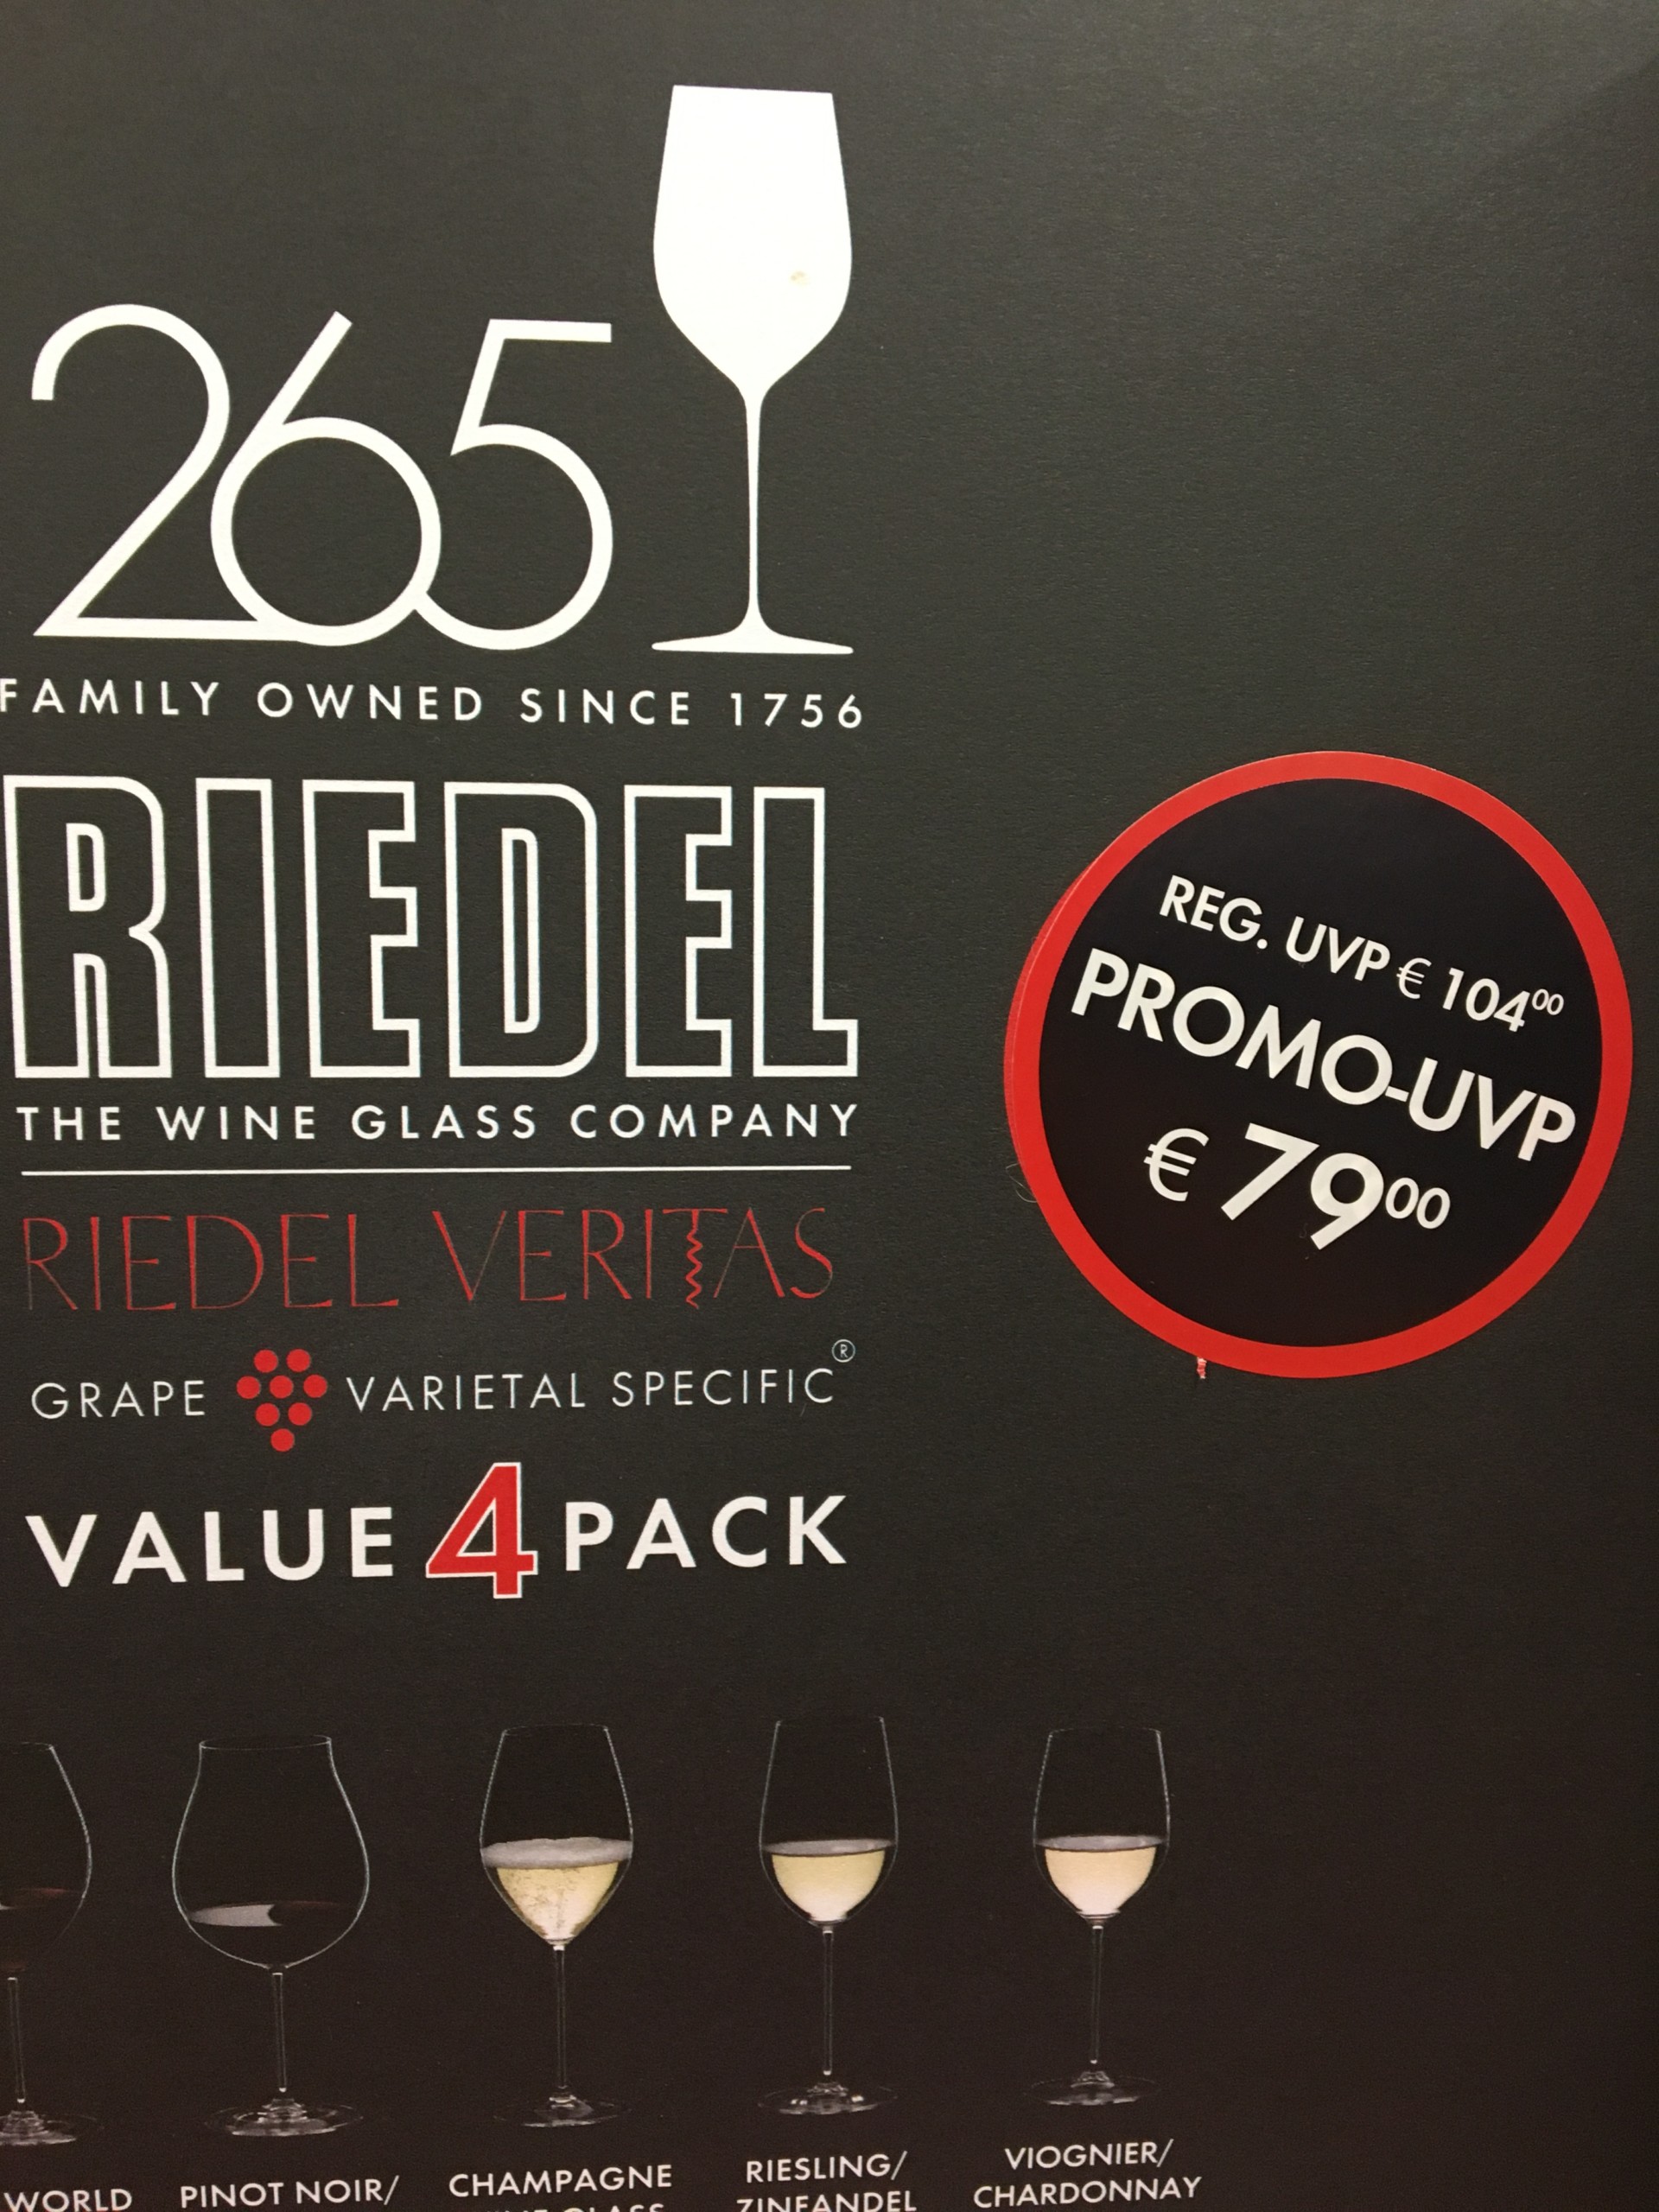 265
FAMILY OWNED SINCE 1756
RIEDEL
THE WINE GLASS COMPANY
RIEDEL VERITAS
GRAPE VARIETAL SPECIFIC®
VALUE 4 PACK
REG. UVP € 104⁰⁰
PROMO-UVP
€ 79⁰⁰
WORLD
PINOT NOIR/
CHAMPAGNE
RIESLING/
ZINFANDEL
VIOGNIER/
CHARDONNAY